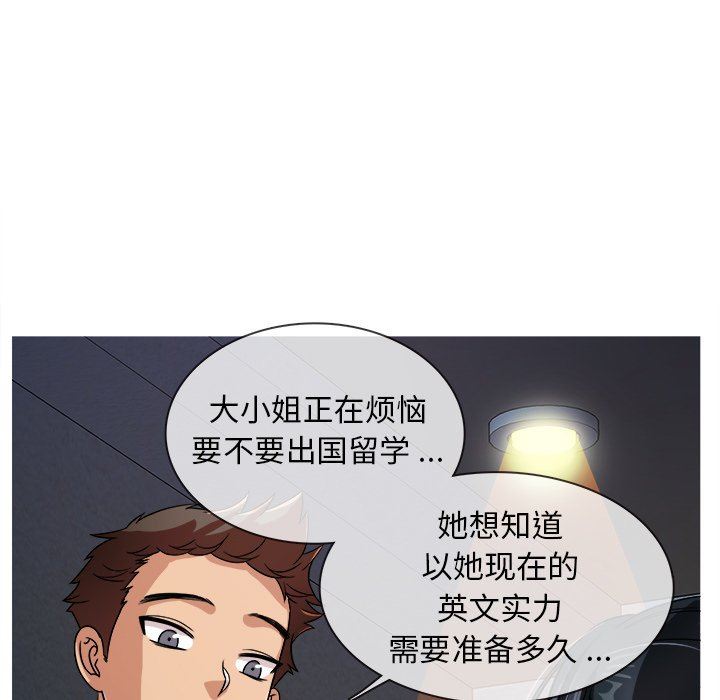 大小姐正在烦恼
要不要出国留学 ...
她想知道
以她现在的
英文实力
需要准备多久 ...